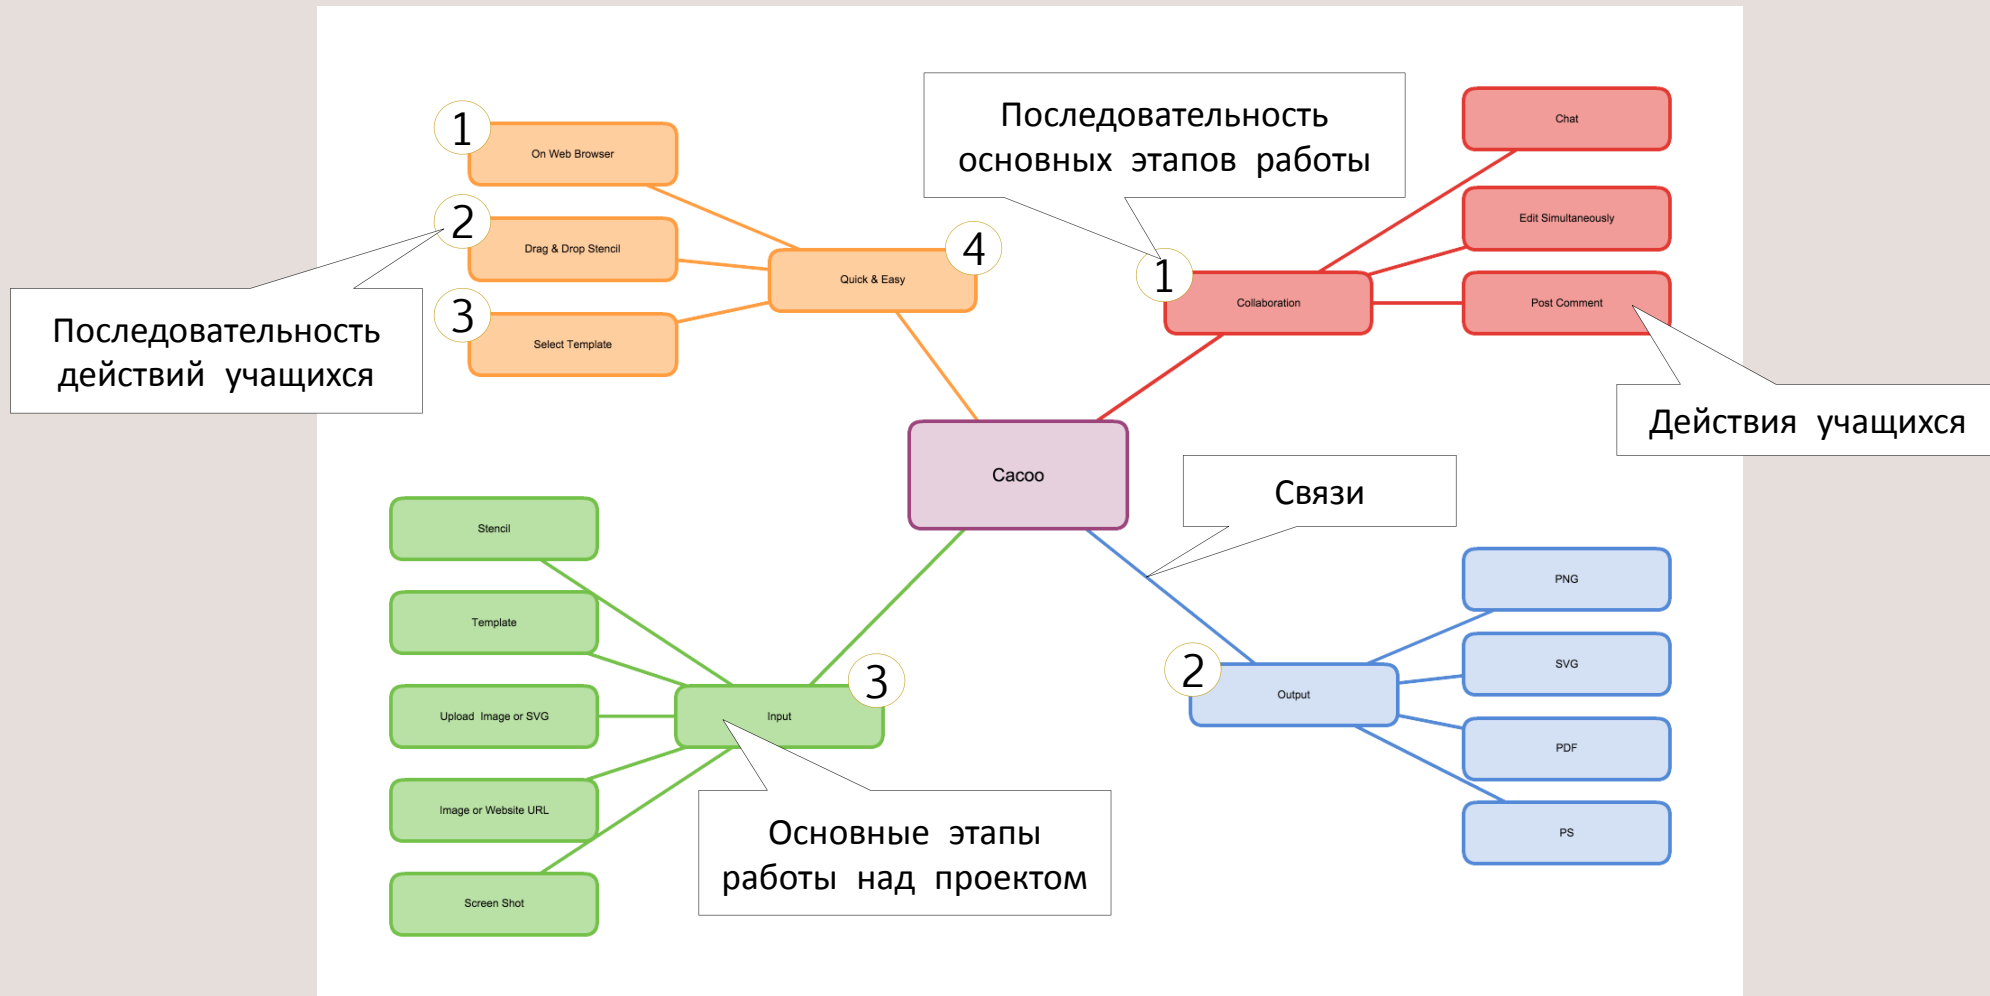 1
On Web Browser
2
Drag & Drop Stencil
3
Select Template
4
Quick & Easy
Последовательность
действий учащихся
Последовательность
основных этапов работы
1
Collaboration
Chat
Edit Simultaneously
Post Comment
Действия учащихся
Cacoo
Связи
Stencil
Template
Upload Image or SVG
Image or Website URL
Screen Shot
3
Input
Основные этапы
работы над проектом
2
Output
PNG
SVG
PDF
PS